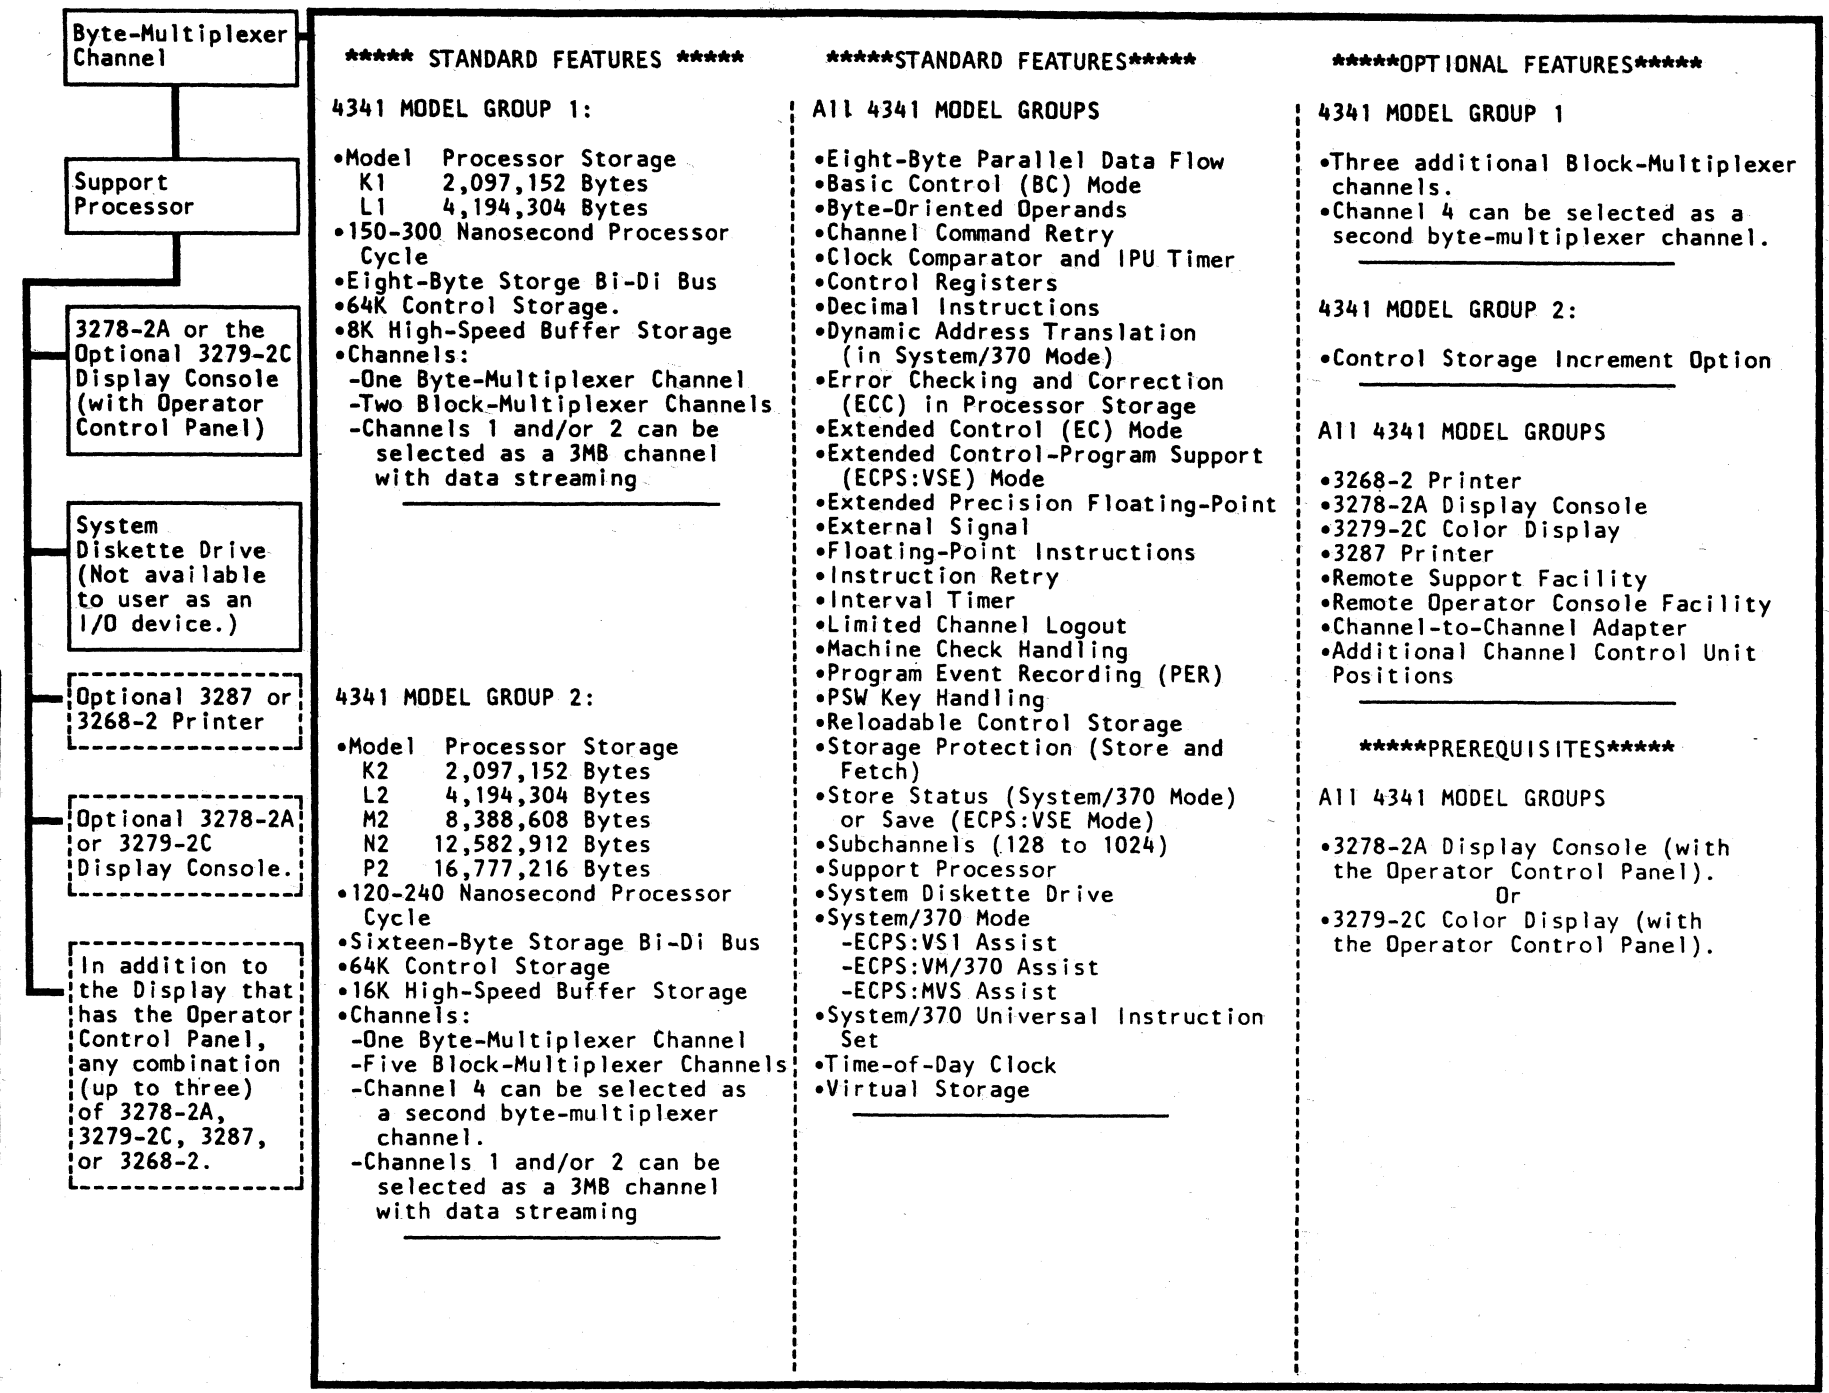 Byte-Multiplexer
Channel
Support
Processor
3278-2A or the
Optional 3279-2C
Display Console
(with Operator
Control Panel)
System
Diskette Drive
(Not available
to user as an
I/O device.)
Optional 3287 or
3268-2 Printer
Optional 3278-2A
or 3279-2C
Display Console.
In addition to
the Display that
has the Operator
Control Panel,
any combination
(up to three)
of 3278-2A,
3279-2C, 3287,
or 3268-2.
***** STANDARD FEATURES *****
4341 MODEL GROUP 1:
•Model Processor Storage
K1 2,097,152 Bytes
L1 4,194,304 Bytes
•150-300 Nanosecond Processor
Cycle
•Eight-Byte Storge Bi-Di Bus
•64K Control Storage.
•8K High-Speed Buffer Storage
•Channels:
-One Byte-Multiplexer Channel
-Two Block-Multiplexer Channels
-Channels 1 and/or 2 can be
selected as a 3MB channel
with data streaming
4341 MODEL GROUP 2:
•Model Processor Storage
K2 2,097,152 Bytes
L2 4,194,304 Bytes
M2 8,388,608 Bytes
N2 12,582,912 Bytes
P2 16,777,216 Bytes
•120-240 Nanosecond Processor
Cycle
•Sixteen-Byte Storage Bi-Di Bus
•64K Control Storage
•16K High-Speed Buffer Storage
•Channels:
-One Byte-Multiplexer Channel
-Five Block-Multiplexer Channels
-Channel 4 can be selected as
a second byte-multiplexer
channel.
-Channels 1 and/or 2 can be
selected as a 3MB channel
with data streaming
*****STANDARD FEATURES*****
All 4341 MODEL GROUPS
•Eight-Byte Parallel Data Flow
•Basic Control (BC) Mode
•Byte-Oriented Operands
•Channel Command Retry
•Clock Comparator and IPU Timer
•Control Registers
•Decimal Instructions
•Dynamic Address Translation
(in System/370 Mode)
•Error Checking and Correction
(ECC) in Processor Storage
•Extended Control (EC) Mode
•Extended Control-Program Support
(ECPS:VSE) Mode
•Extended Precision Floating-Point
•External Signal
•Floating-Point Instructions
•Instruction Retry
•Interval Timer
•Limited Channel Logout
•Machine Check Handling
•Program Event Recording (PER)
•PSW Key Handling
•Reloadable Control Storage
•Storage Protection (Store and
Fetch)
•Store Status (System/370 Mode)
or Save (ECPS:VSE Mode)
•Subchannels (128 to 1024)
•Support Processor
•System Diskette Drive
•System/370 Mode
-ECPS:VS1 Assist
-ECPS:VM/370 Assist
-ECPS:MVS Assist
•System/370 Universal Instruction
Set
•Time-of-Day Clock
•Virtual Storage
*****OPTIONAL FEATURES*****
4341 MODEL GROUP 1
•Three additional Block-Multiplexer
channels.
•Channel 4 can be selected as a
second byte-multiplexer channel.
4341 MODEL GROUP 2:
•Control Storage Increment Option
All 4341 MODEL GROUPS
•3268-2 Printer
•3278-2A Display Console
•3279-2C Color Display
•3287 Printer
•Remote Support Facility
•Remote Operator Console Facility
•Channel-to-Channel Adapter
•Additional Channel Control Unit
Positions
*****PREREQUISITES*****
All 4341 MODEL GROUPS
•3278-2A Display Console (with
the Operator Control Panel).
Or
•3279-2C Color Display (with
the Operator Control Panel).